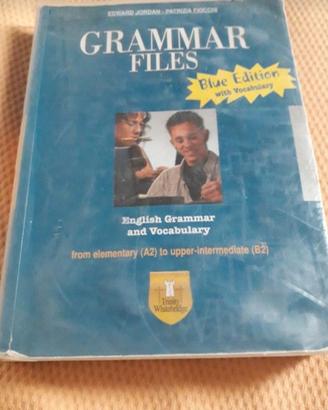 EDWARD JORDAN - PATRIZIA FIOCCHI
GRAMMAR
FILES
Blue Edition
with Vocabulary
English Grammar
and Vocabulary
from elementary (A2) to upper-intermediate (B2)
Trinity
Whitebridge